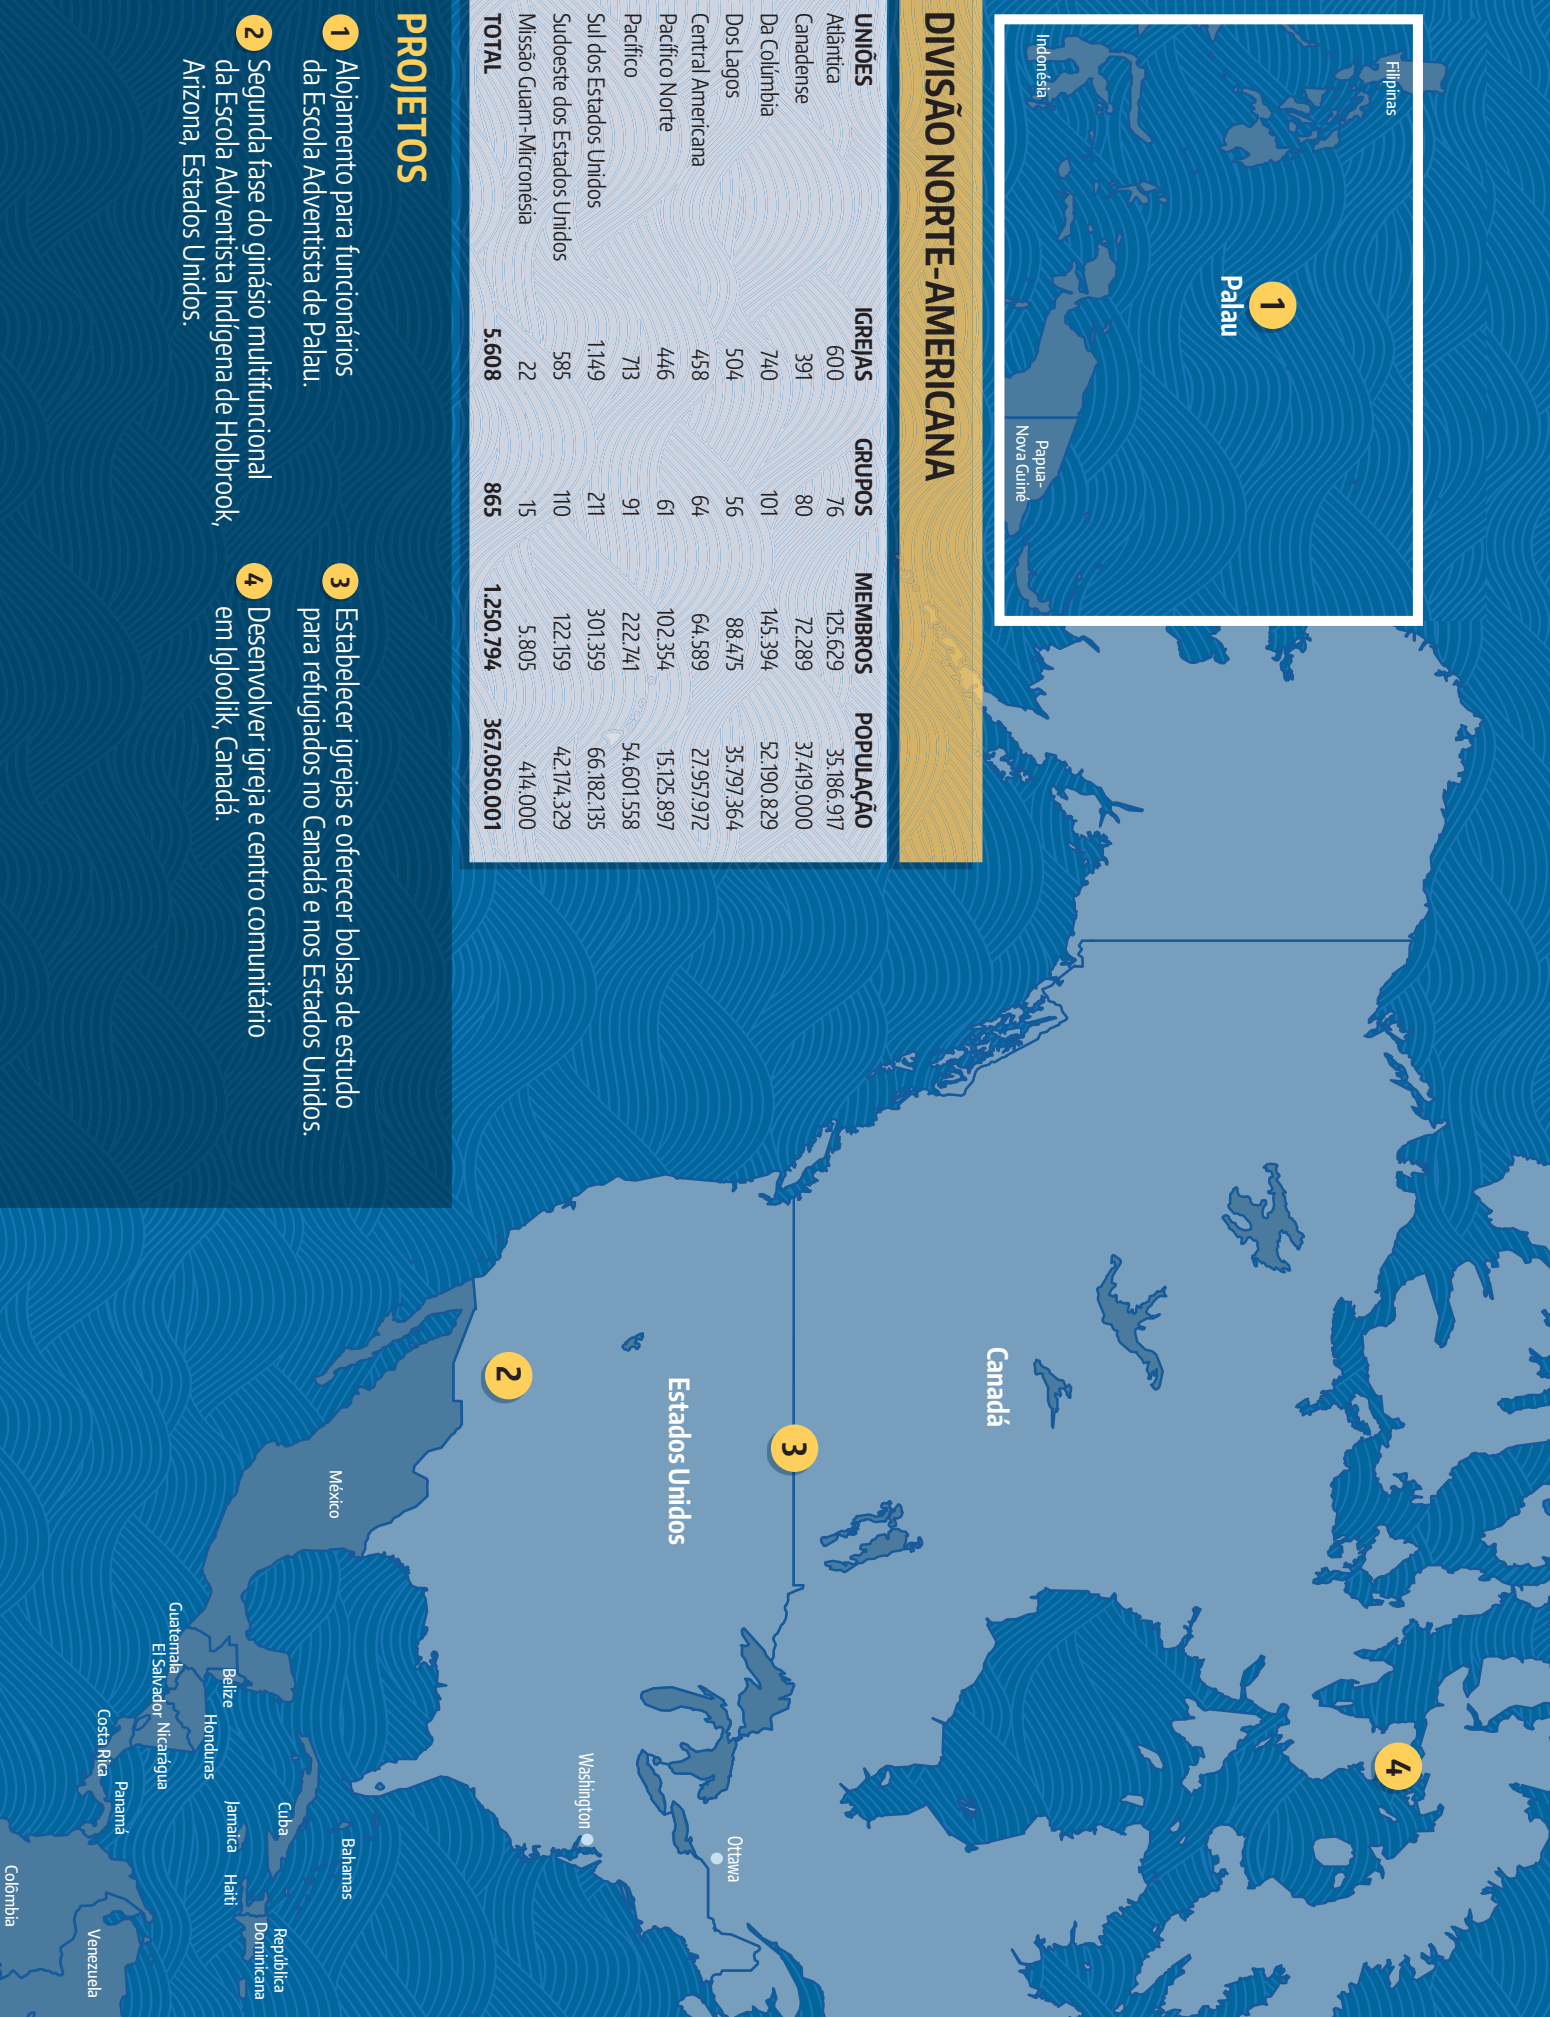 Filipinas
Indonésia
1
Palau
Papua-
Nova Guiné
DIVISÃO NORTE-AMERICANA
UNIÕES IGREJAS GRUPOS MEMBROS POPULAÇÃO
Atlântica 600 76 125.629 35.186.917
Canadense 391 80 72.289 37.419.000
Da Colúmbia 740 101 145.394 52.190.829
Dos Lagos 504 56 88.475 35.797.364
Central Americana 458 64 64.589 27.957.972
Pacífico Norte 446 61 102.354 15.125.897
Pacífico 713 91 222.741 54.601.558
Sul dos Estados Unidos 1.149 211 301.359 66.182.135
Sudoeste dos Estados Unidos 585 110 122.159 42.174.329
Missão Guam-Micronésia 22 15 5.805 414.000
TOTAL 5.608 865 1.250.794 367.050.001
PROJETOS
1 Alojamento para funcionários
da Escola Adventista de Palau.
2 Segunda fase do ginásio multifuncional
da Escola Adventista Indígena de Holbrook,
Arizona, Estados Unidos.
3 Estabelecer igrejas e oferecer bolsas de estudo
para refugiados no Canadá e nos Estados Unidos.
4 Desenvolver igreja e centro comunitário
em Igloolik, Canadá.
4
Canadá
3
Ottawa
Estados Unidos
Washington
2
México
Bahamas
Cuba
República
Dominicana
Jamaica
Haiti
Belize
Honduras
Guatemala
El Salvador
Nicarágua
Panamá
Costa Rica
Venezuela
Colômbia